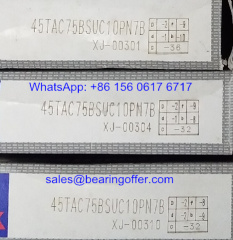 45TAC75BSUC10PN7B
XJ-00301
-36
WhatsApp: +86 156 0617 6717
45TAC75BSUC10PN7B
XJ-00304
-32
sales@bearingoffer.com
45TAC75BSUC10PN7B
XJ-00310
-32